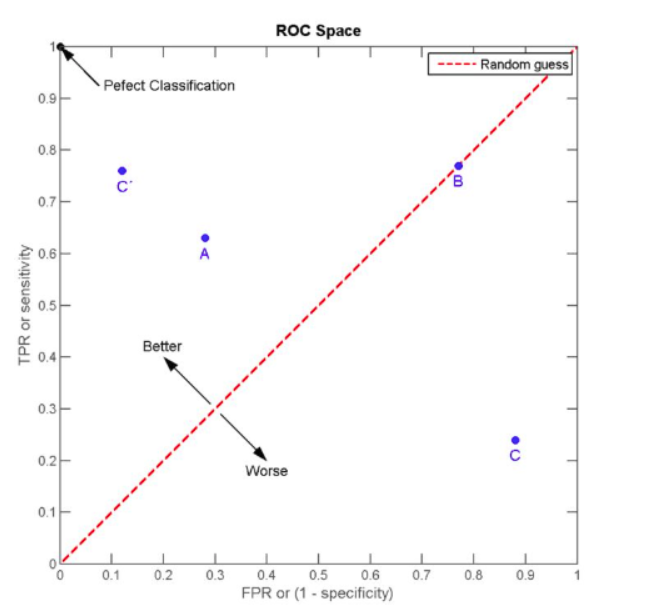 ROC Space
1
Random guess
Pefect Classification
0.9
0.8
C´
B
0.7
A
0.6
TPR or sensitivity
0.5
Better
0.4
0.3
C
0.2
Worse
0.1
0
0 0.1 0.2 0.3 0.4 0.5 0.6 0.7 0.8 0.9 1
FPR or (1 - specificity)